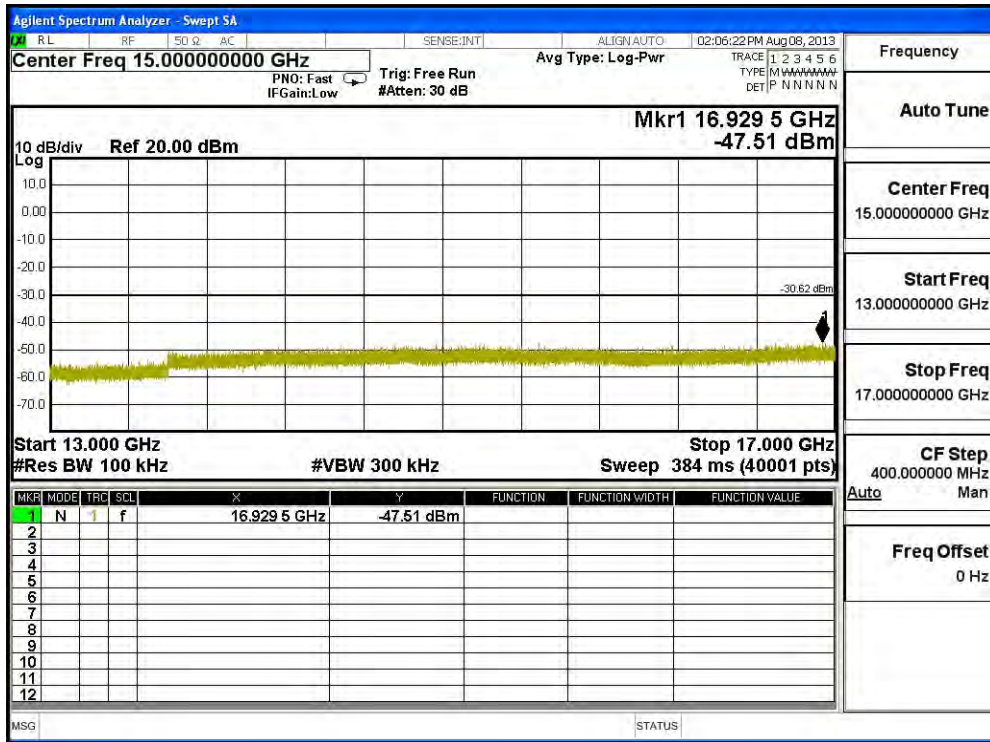 Agilent Spectrum Analyzer - Swept SA
RL RF 50 Ω AC SENSE:INT ALIGN AUTO 02:06:22 PM Aug 08, 2013
Center Freq 15.000000000 GHz
PNO: Fast
IFGain:Low
Trig: Free Run
#Atten: 30 dB
Avg Type: Log-Pwr
TRACE 1 2 3 4 5 6
TYPE M
DET P N N N N N
Mkr1 16.929 5 GHz
-47.51 dBm
10 dB/div Ref 20.00 dBm
Log
10.0
0.00
-10.0
-20.0
-30.0
-40.0
-50.0
-60.0
-70.0
-30.62 dBm
1
Start 13.000 GHz Stop 17.000 GHz
#Res BW 100 kHz #VBW 300 kHz Sweep 384 ms (40001 pts)
MKR MODE TRC SCL X Y FUNCTION FUNCTION WIDTH FUNCTION VALUE
1 N 1 f 16.929 5 GHz -47.51 dBm
2
3
4
5
6
7
8
9
10
11
12
MSG STATUS
Frequency
Auto Tune
Center Freq
15.000000000 GHz
Start Freq
13.000000000 GHz
Stop Freq
17.000000000 GHz
CF Step
400.000000 MHz
Auto Man
Freq Offset
0 Hz